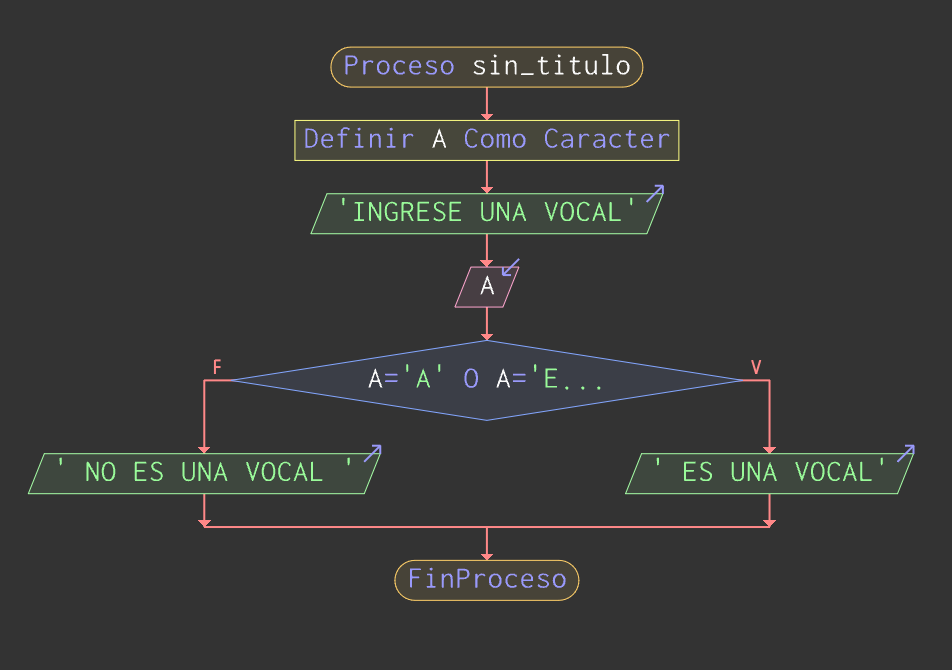 Proceso sin_titulo
Definir A Como Caracter
'INGRESE UNA VOCAL'
A
F
V
A='A' O A='E...
' NO ES UNA VOCAL '
' ES UNA VOCAL'
FinProceso